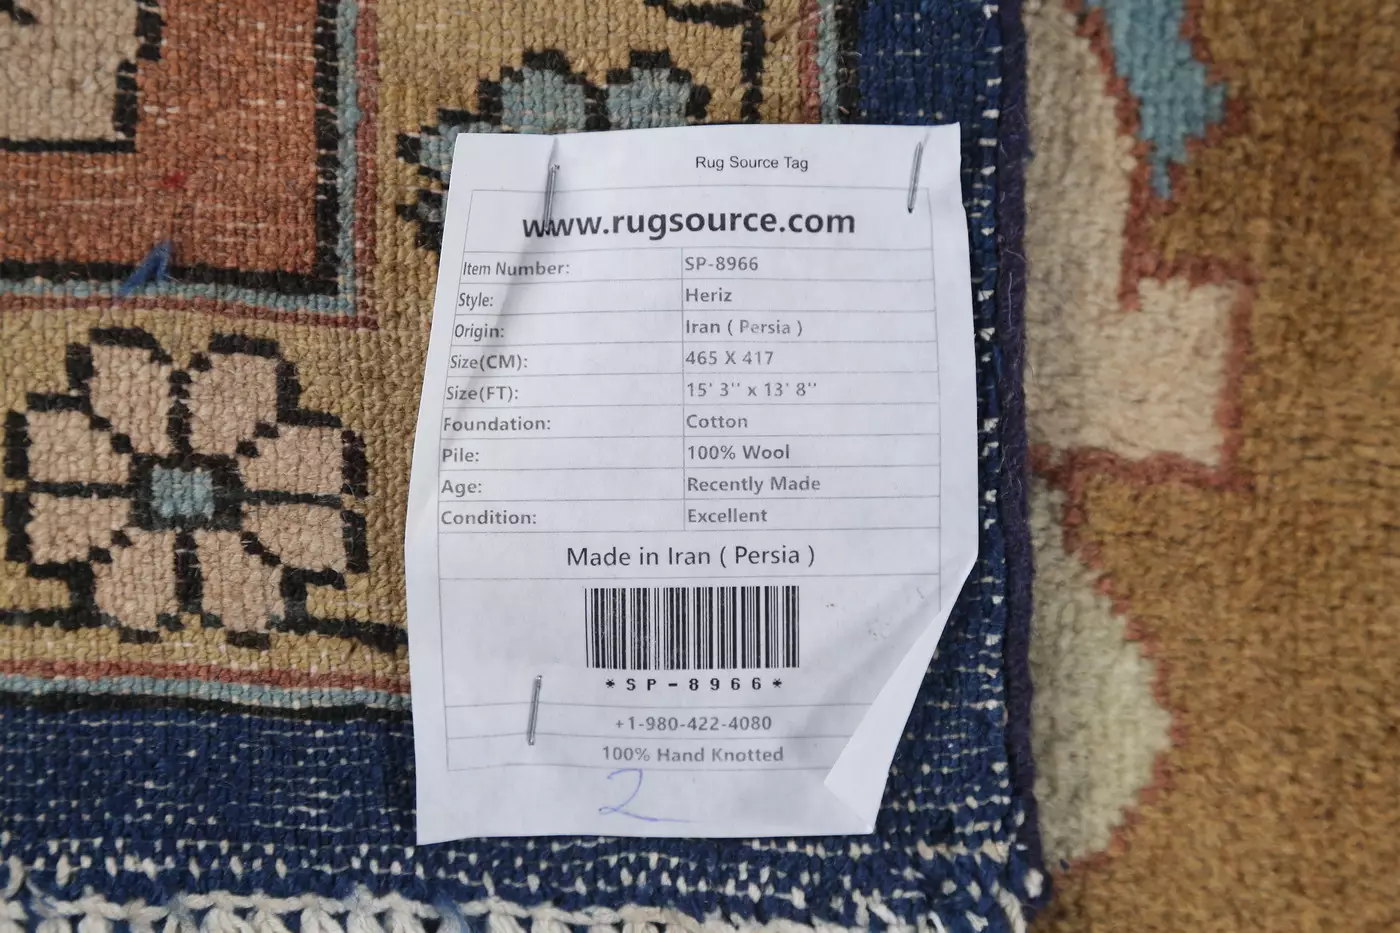 Rug Source Tag
www.rugsource.com
Item Number: SP-8966
Style: Heriz
Origin: Iran ( Persia )
Size(CM): 465 X 417
Size(FT): 15' 3'' x 13' 8''
Foundation: Cotton
Pile: 100% Wool
Age: Recently Made
Condition: Excellent
Made in Iran ( Persia )
*SP-8966*
+1-980-422-4080
100% Hand Knotted
2